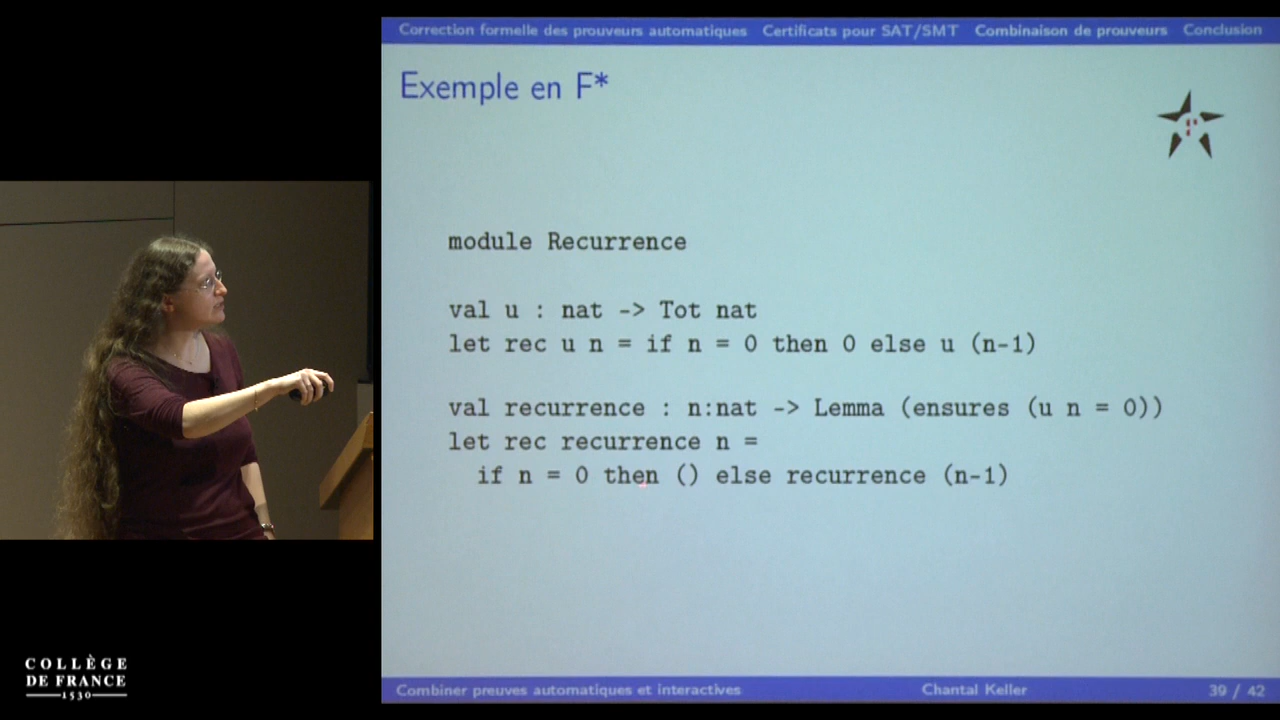 Correction formelle des prouveurs automatiques Certificats pour SAT/SMT Combinaison de prouveurs Conclusion
Exemple en F*
module Recurrence
val u : nat -> Tot nat
let rec u n = if n = 0 then 0 else u (n-1)
val recurrence : n:nat -> Lemma (ensures (u n = 0))
let rec recurrence n =
if n = 0 then () else recurrence (n-1)
COLLÈGE
DE FRANCE
1530
Combiner preuves automatiques et interactives Chantal Keller 39 / 42